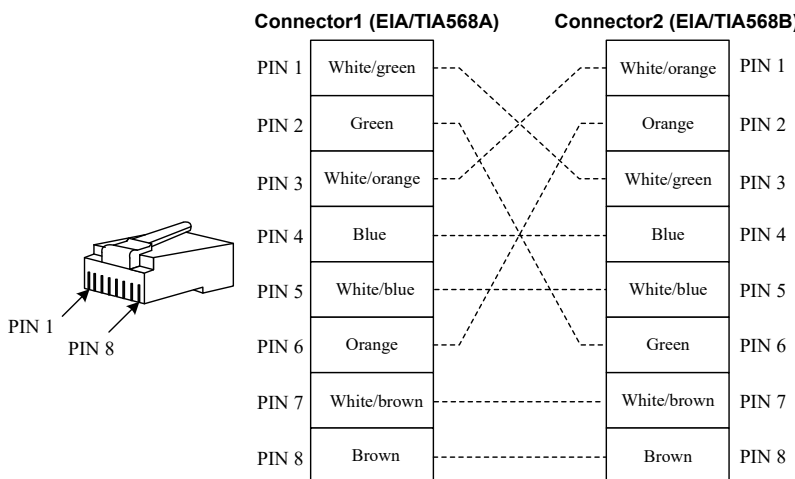 Connector1 (EIA/TIA568A) Connector2 (EIA/TIA568B)
PIN 1 White/green White/orange PIN 1
PIN 2 Green Orange PIN 2
PIN 3 White/orange White/green PIN 3
PIN 4 Blue Blue PIN 4
PIN 5 White/blue White/blue PIN 5
PIN 6 Orange Green PIN 6
PIN 7 White/brown White/brown PIN 7
PIN 8 Brown Brown PIN 8
PIN 1
PIN 8